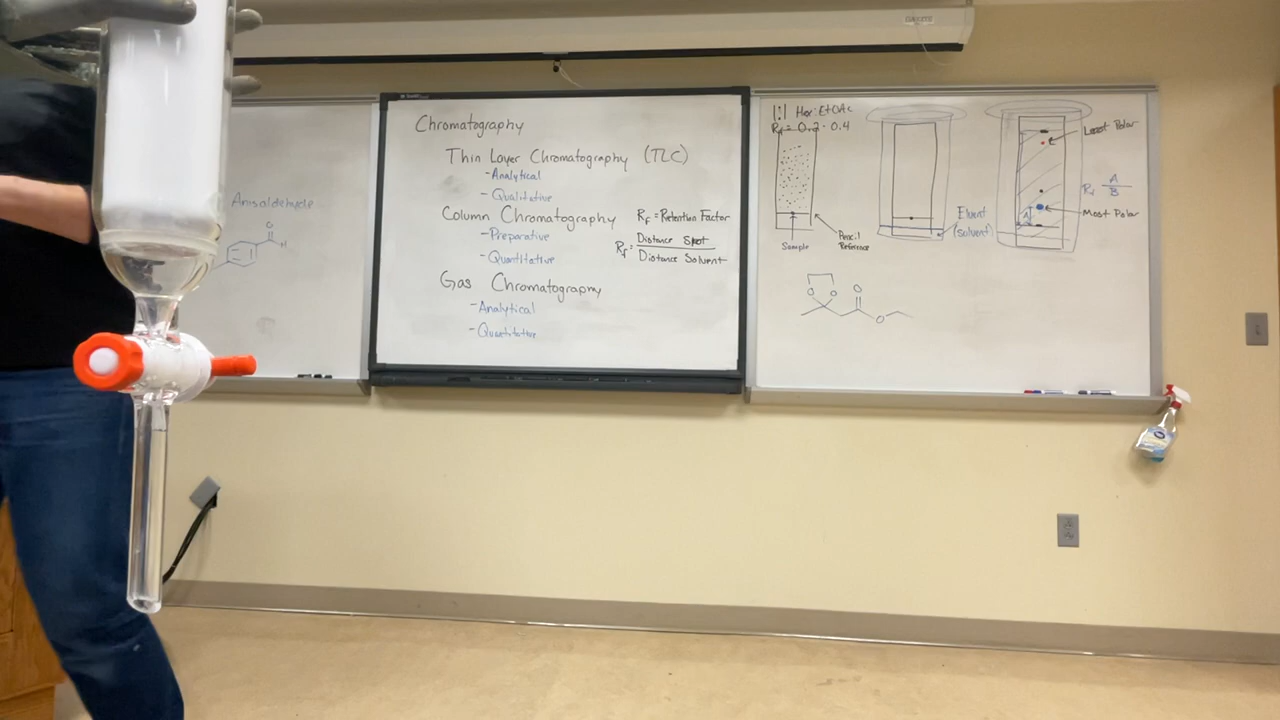 Anisaldehyde
O
H
Chromatography
Thin Layer Chromatography (TLC)
-Analytical
-Qualitative
Column Chromatography
-Preparative
-Quantitative
Gas Chromatography
-Analytical
-Quantitative
Rf = Retention Factor
Rf = Distance Spot
Distance Solvent
1:1 Hex:EtOAc
Rf = 0.2 - 0.4
Sample
Pencil
Reference
Eluent
(solvent)
Least Polar
Rf A
B
Most Polar
A
O O O
O